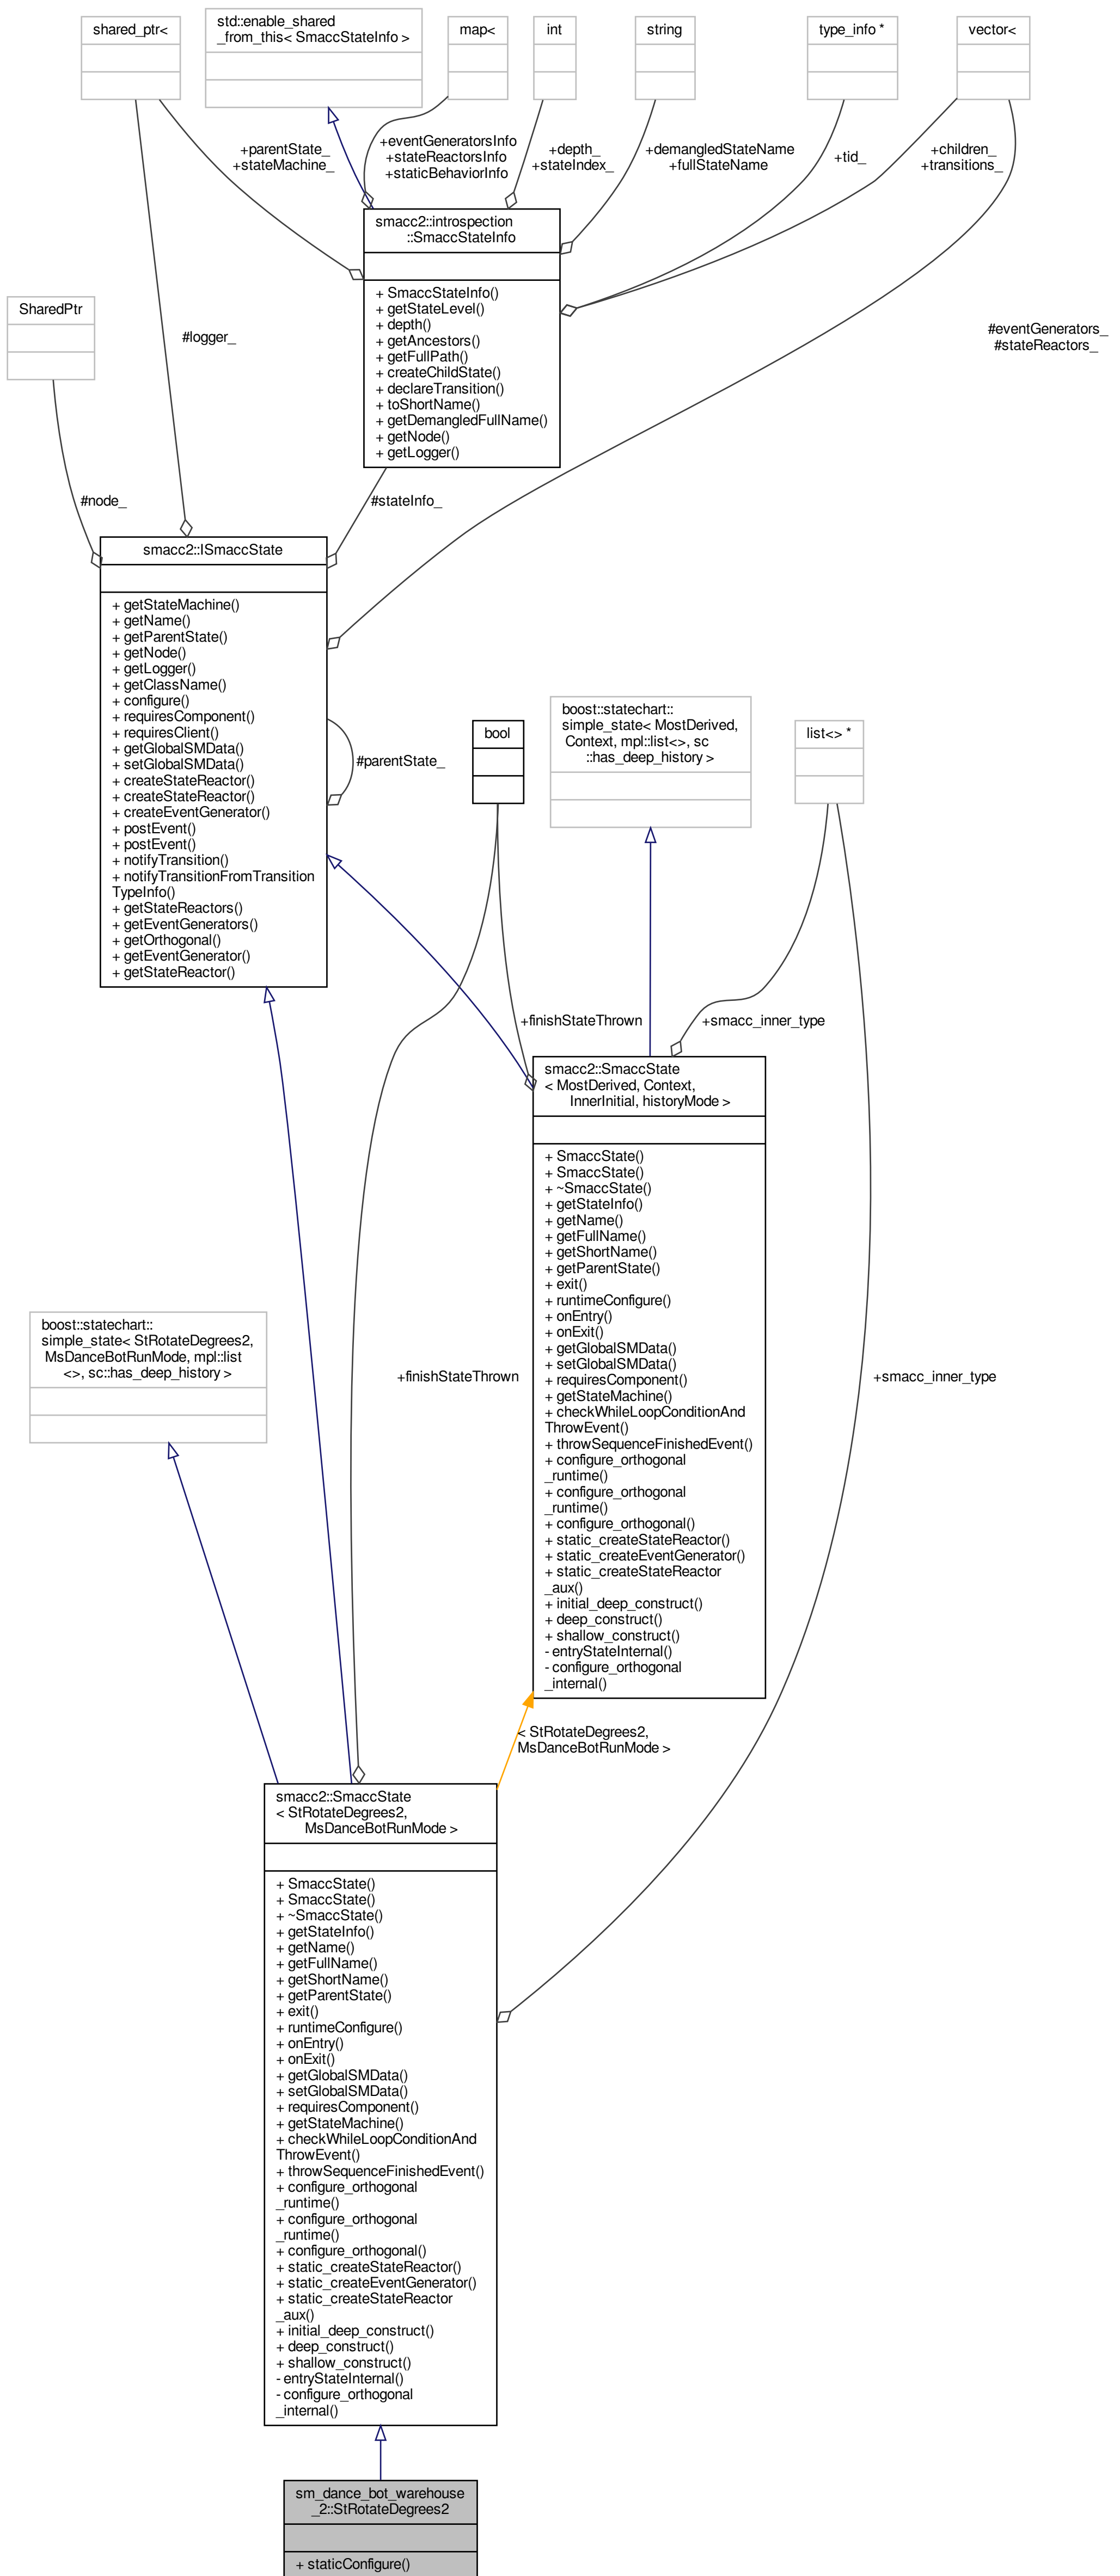 shared_ptr<
std::enable_shared
_from_this< SmaccStateInfo >
map<
int
string
type_info *
vector<
+parentState_
+stateMachine_
+eventGeneratorsInfo
+stateReactorsInfo
+staticBehaviorInfo
+depth_
+stateIndex_
+demangledStateName
+fullStateName
+tid_
+children_
+transitions_
smacc2::introspection
::SmaccStateInfo
+ SmaccStateInfo()
+ getStateLevel()
+ depth()
+ getAncestors()
+ getFullPath()
+ createChildState()
+ declareTransition()
+ toShortName()
+ getDemangledFullName()
+ getNode()
+ getLogger()
SharedPtr
#logger_
#eventGenerators_
#stateReactors_
#node_
#stateInfo_
smacc2::ISmaccState
+ getStateMachine()
+ getName()
+ getParentState()
+ getNode()
+ getLogger()
+ getClassName()
+ configure()
+ requiresComponent()
+ requiresClient()
+ getGlobalSMData()
+ setGlobalSMData()
+ createStateReactor()
+ createStateReactor()
+ createEventGenerator()
+ postEvent()
+ postEvent()
+ notifyTransition()
+ notifyTransitionFromTransition
TypeInfo()
+ getStateReactors()
+ getEventGenerators()
+ getOrthogonal()
+ getEventGenerator()
+ getStateReactor()
#parentState_
bool
boost::statechart::
simple_state< MostDerived,
Context, mpl::list<>, sc
::has_deep_history >
list<> *
+finishStateThrown
+smacc_inner_type
smacc2::SmaccState
< MostDerived, Context,
InnerInitial, historyMode >
+ SmaccState()
+ SmaccState()
+ ~SmaccState()
+ getStateInfo()
+ getName()
+ getFullName()
+ getShortName()
+ getParentState()
+ exit()
+ runtimeConfigure()
+ onEntry()
+ onExit()
+ getGlobalSMData()
+ setGlobalSMData()
+ requiresComponent()
+ getStateMachine()
+ checkWhileLoopConditionAnd
ThrowEvent()
+ throwSequenceFinishedEvent()
+ configure_orthogonal
_runtime()
+ configure_orthogonal
_runtime()
+ configure_orthogonal()
+ static_createStateReactor()
+ static_createEventGenerator()
+ static_createStateReactor
_aux()
+ initial_deep_construct()
+ deep_construct()
+ shallow_construct()
- entryStateInternal()
- configure_orthogonal
_internal()
boost::statechart::
simple_state< StRotateDegrees2,
MsDanceBotRunMode, mpl::list
<>, sc::has_deep_history >
+finishStateThrown
+smacc_inner_type
< StRotateDegrees2,
MsDanceBotRunMode >
smacc2::SmaccState
< StRotateDegrees2,
MsDanceBotRunMode >
+ SmaccState()
+ SmaccState()
+ ~SmaccState()
+ getStateInfo()
+ getName()
+ getFullName()
+ getShortName()
+ getParentState()
+ exit()
+ runtimeConfigure()
+ onEntry()
+ onExit()
+ getGlobalSMData()
+ setGlobalSMData()
+ requiresComponent()
+ getStateMachine()
+ checkWhileLoopConditionAnd
ThrowEvent()
+ throwSequenceFinishedEvent()
+ configure_orthogonal
_runtime()
+ configure_orthogonal
_runtime()
+ configure_orthogonal()
+ static_createStateReactor()
+ static_createEventGenerator()
+ static_createStateReactor
_aux()
+ initial_deep_construct()
+ deep_construct()
+ shallow_construct()
- entryStateInternal()
- configure_orthogonal
_internal()
sm_dance_bot_warehouse
_2::StRotateDegrees2
+ staticConfigure()